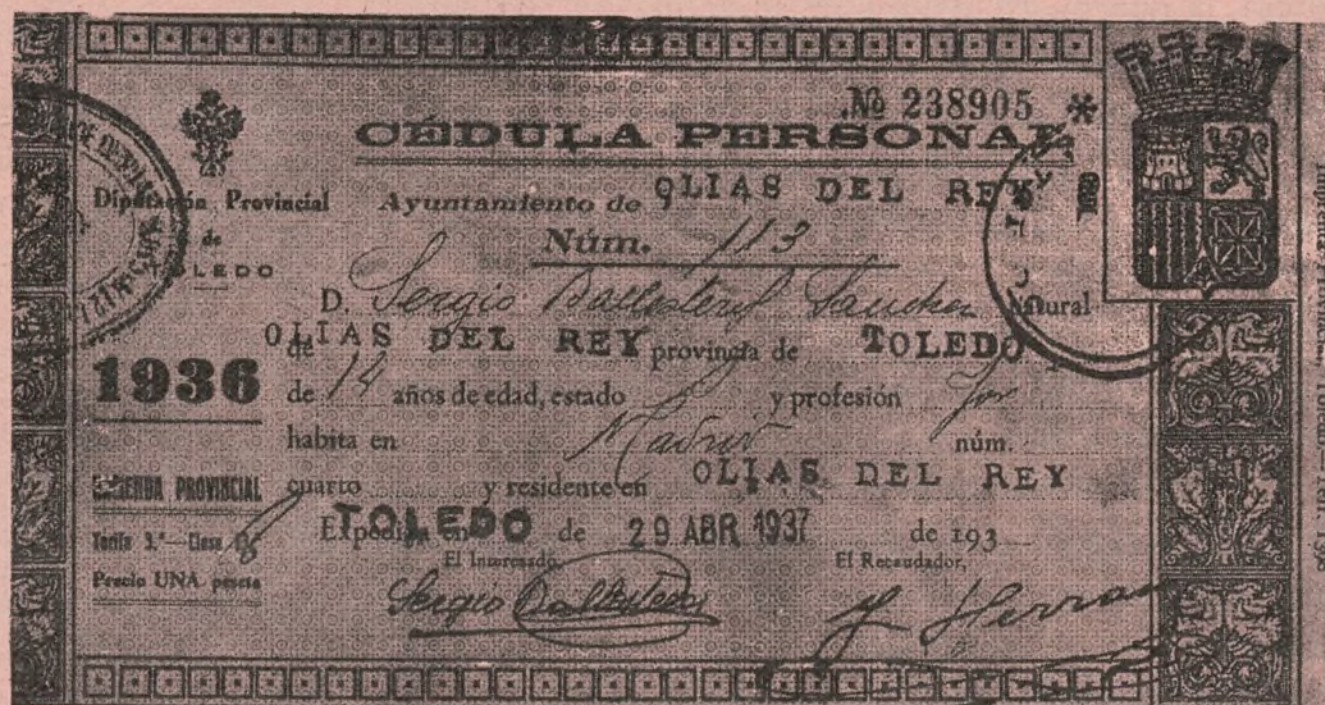 Nº 238905
CÉDULA PERSONAL
Diputación Provincial
de
TOLEDO
Ayuntamiento de OLIAS DEL REY
Núm. 113
D. Sergio Ballesteros Sanchez Natural
de OLIAS DEL REY provincia de TOLEDO
1936
de 14 años de edad, estado y profesión Jor
habita en Madrid núm.
cuarto y residente en OLIAS DEL REY
HACIENDA PROVINCIAL
Tarifa 3.ª—Clase
Precio UNA peseta
Expedida en TOLEDO de 29 ABR 1937 de 193
El Interesado,
El Recaudador,
Sergio Ballesteros